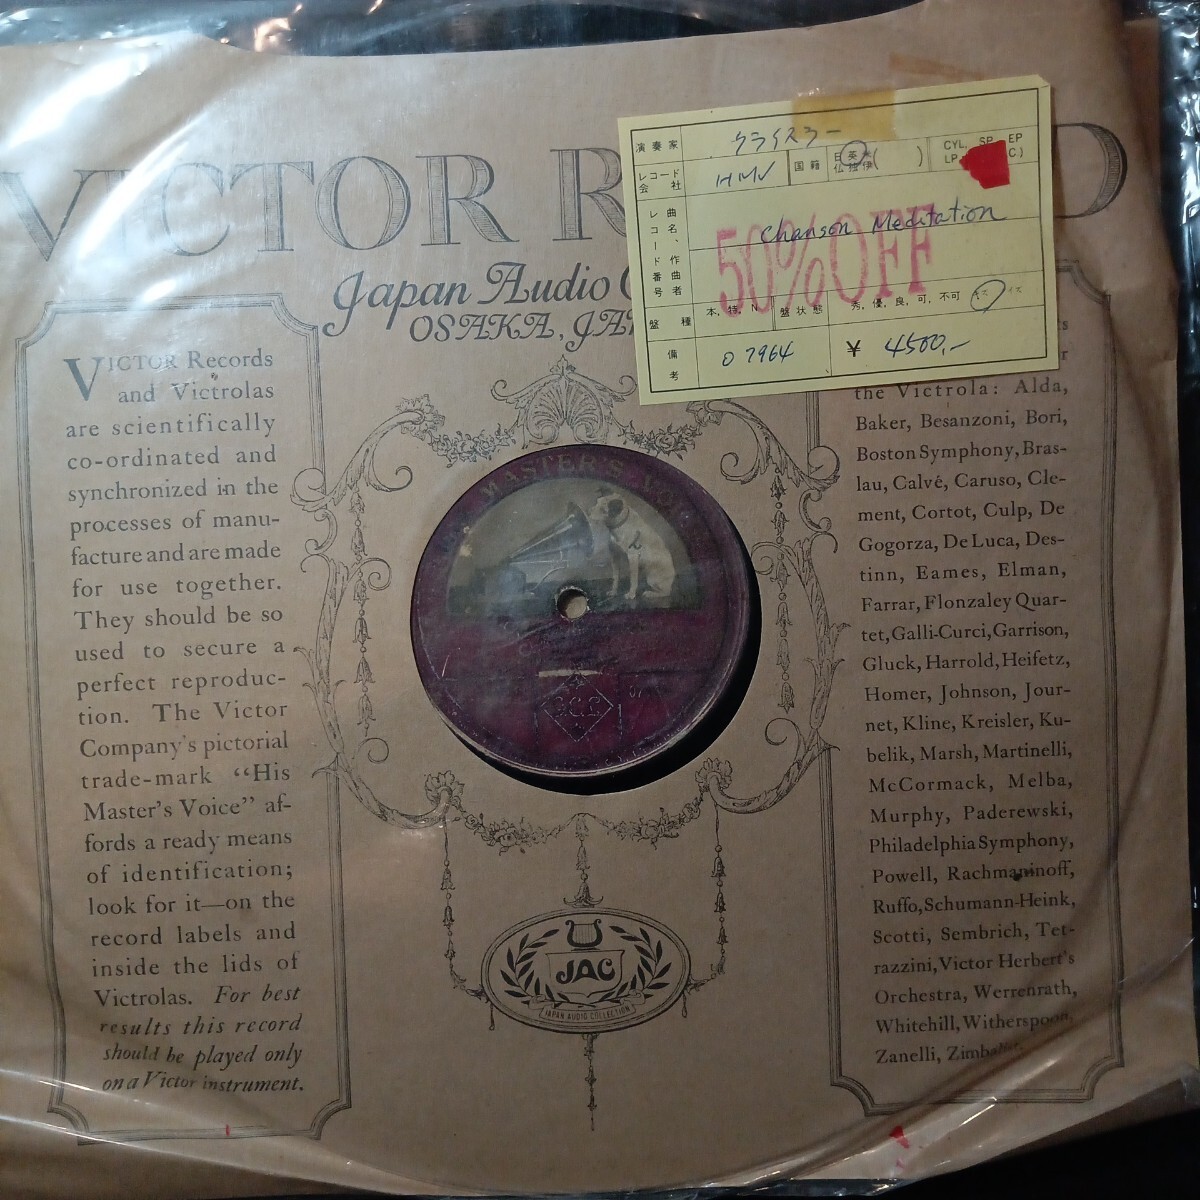 VICTOR R D
Japan Audio C
OSAKA, JA
演奏家 クライスラー
レコード会社 HMV 国籍 日英米( ) 仏独伊 CYL, SP, EP LP C.)
レコード番号 曲名、作曲者 Chanson Meditation
50%OFF
盤種 本,特,N 盤状態 秀,優,良,可,不可
備考 07964 ¥ 4500,-
VICTOR Records
and Victrolas
are scientifically
co-ordinated and
synchronized in the
processes of manu-
facture and are made
for use together.
They should be so
used to secure a
perfect reproduc-
tion. The Victor
Company's pictorial
trade-mark “His
Master's Voice” af-
fords a ready means
of identification;
look for it—on the
record labels and
inside the lids of
Victrolas. For best
results this record
should be played only
on a Victor instrument.
MASTER'S VO
JAC
JAPAN AUDIO COLLECTION
the Victrola: Alda,
Baker, Besanzoni, Bori,
Boston Symphony, Bras-
lau, Calvé, Caruso, Cle-
ment, Cortot, Culp, De
Gogorza, De Luca, Des-
tinn, Eames, Elman,
Farrar, Flonzaley Quar-
tet, Galli-Curci, Garrison,
Gluck, Harrold, Heifetz,
Homer, Johnson, Jour-
net, Kline, Kreisler, Ku-
belik, Marsh, Martinelli,
McCormack, Melba,
Murphy, Paderewski,
Philadelphia Symphony,
Powell, Rachmaninoff,
Ruffo, Schumann-Heink,
Scotti, Sembrich, Tet-
razzini, Victor Herbert's
Orchestra, Werrenrath,
Whitehill, Witherspoon,
Zanelli, Zimbalist.